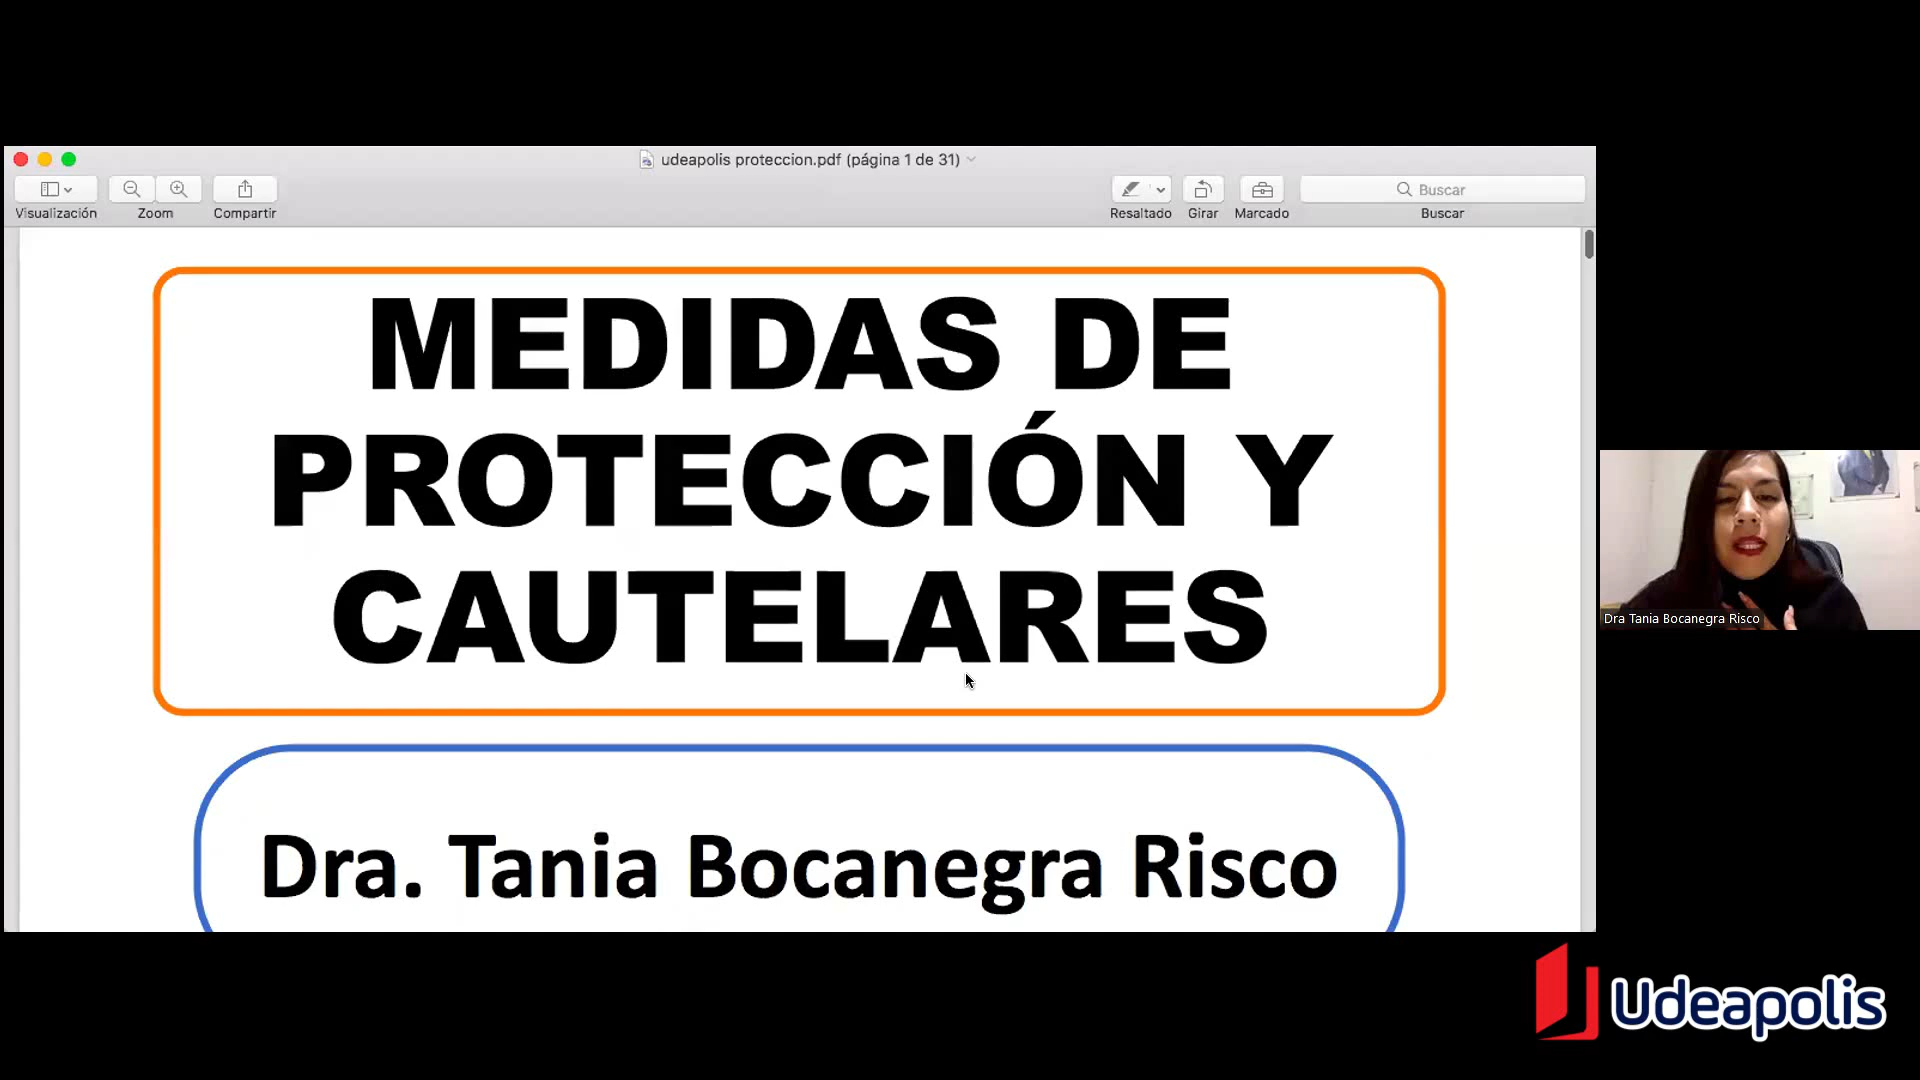 udeapolis proteccion.pdf (página 1 de 31)
Visualización
Zoom
Compartir
Resaltado
Girar
Marcado
Buscar
Buscar
MEDIDAS DE
PROTECCIÓN Y
CAUTELARES
Dra. Tania Bocanegra Risco
Dra Tania Bocanegra Risco
Udeapolis